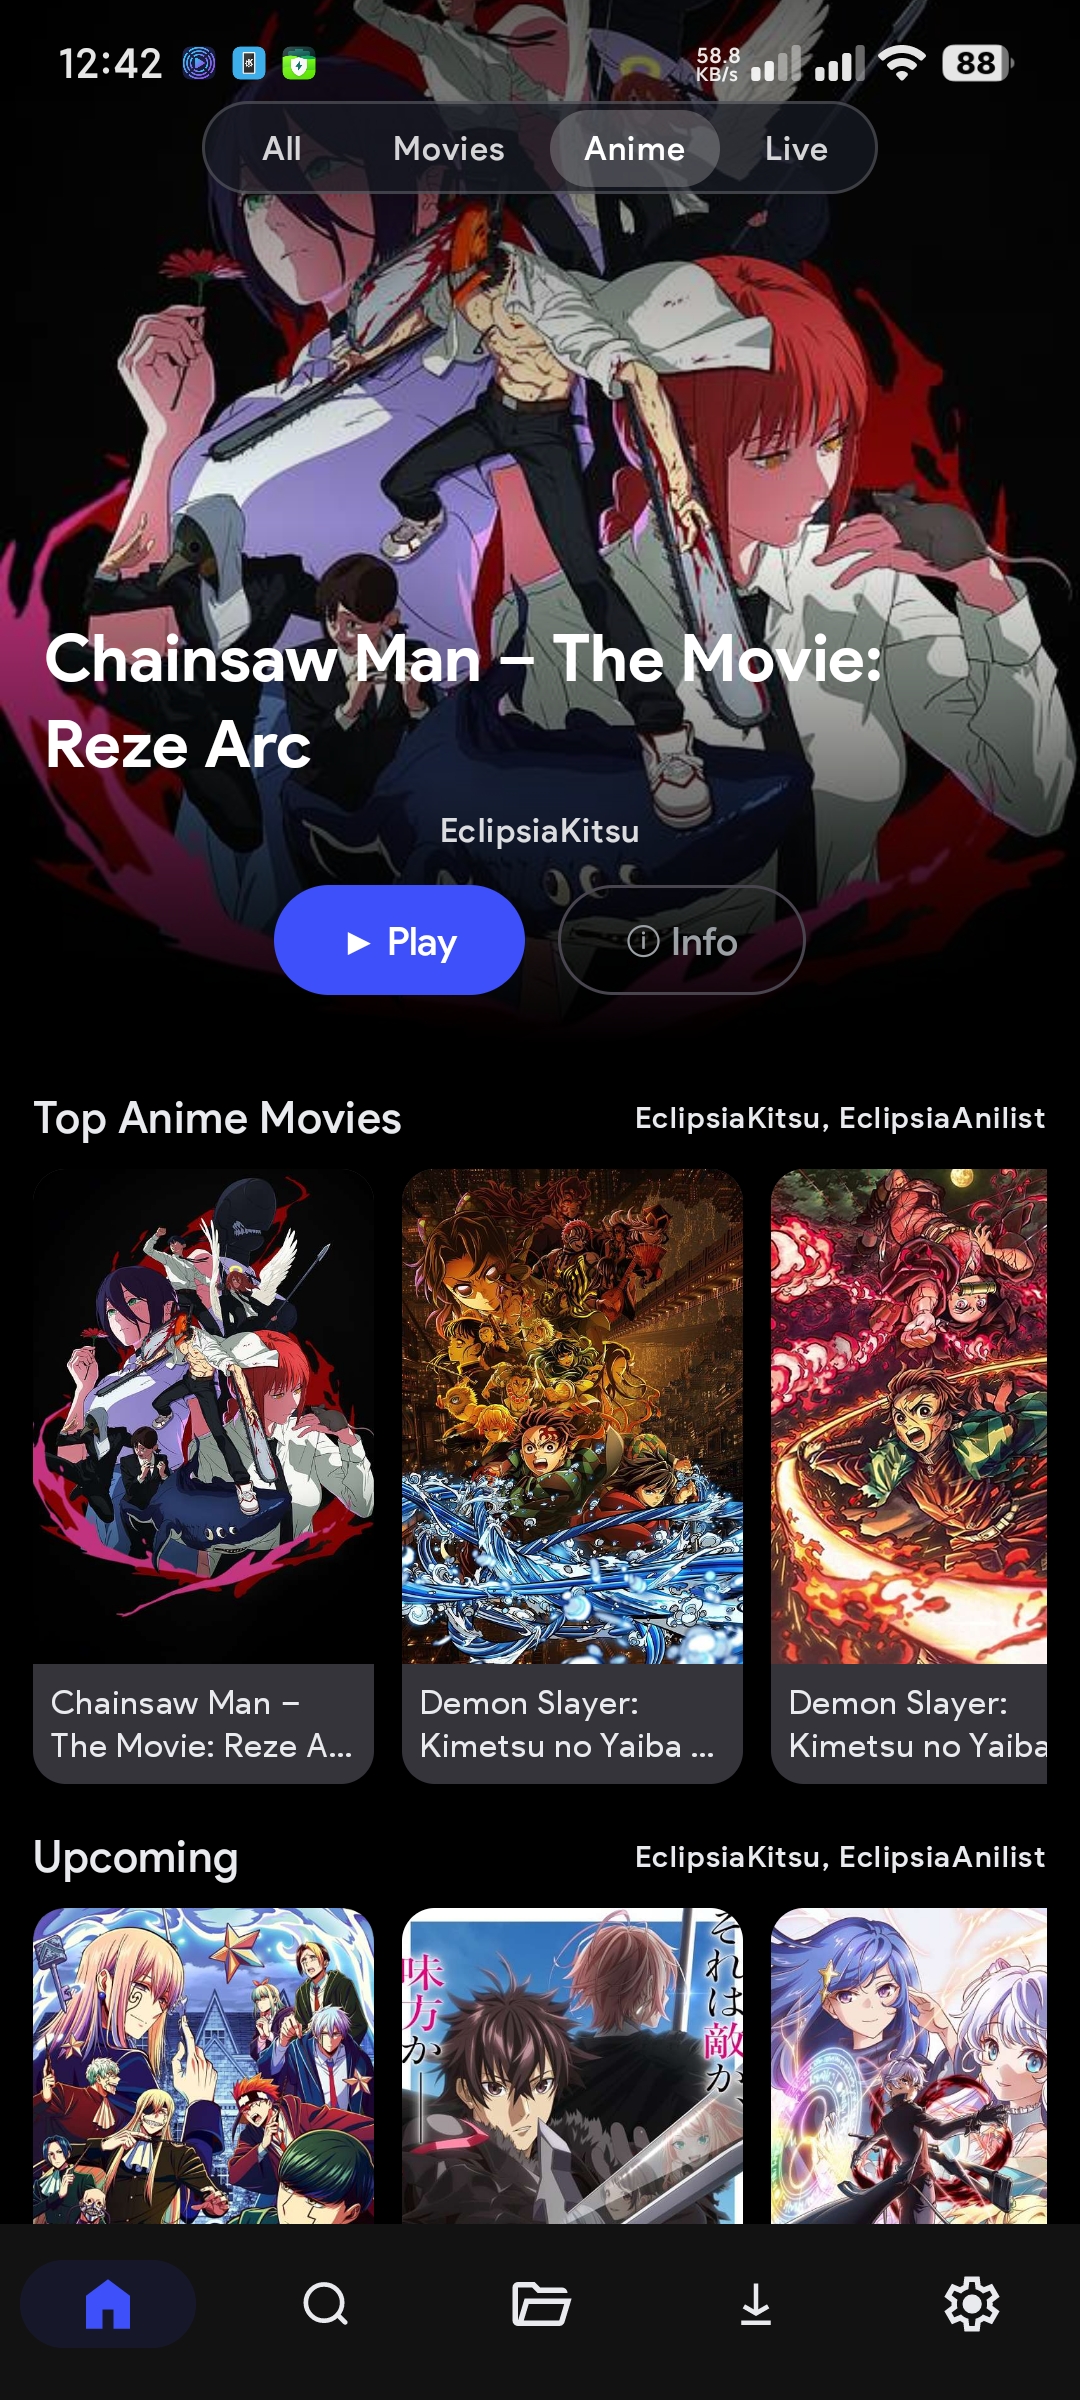 12:42
58.8
KB/s
88
All Movies Anime Live
Chainsaw Man – The Movie:
Reze Arc
EclipsiaKitsu
Play Info
Top Anime Movies EclipsiaKitsu, EclipsiaAnilist
Chainsaw Man –
The Movie: Reze A...
Demon Slayer:
Kimetsu no Yaiba ...
Demon Slayer:
Kimetsu no Yaiba
Upcoming EclipsiaKitsu, EclipsiaAnilist
それは敵か、
味方か——